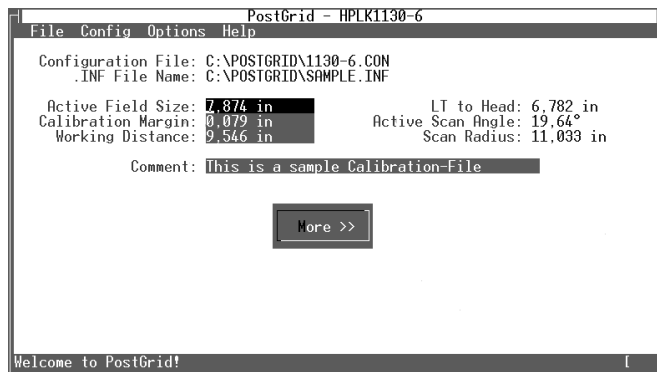 PostGrid - HPLK1130-6
File Config Options Help
Configuration File: C:\POSTGRID\1130-6.CON
.INF File Name: C:\POSTGRID\SAMPLE.INF
Active Field Size: 7,874 in LT to Head: 6,782 in
Calibration Margin: 0,079 in Active Scan Angle: 19,64°
Working Distance: 9,546 in Scan Radius: 11,033 in
Comment: This is a sample Calibration-File
More >>
Welcome to PostGrid! [